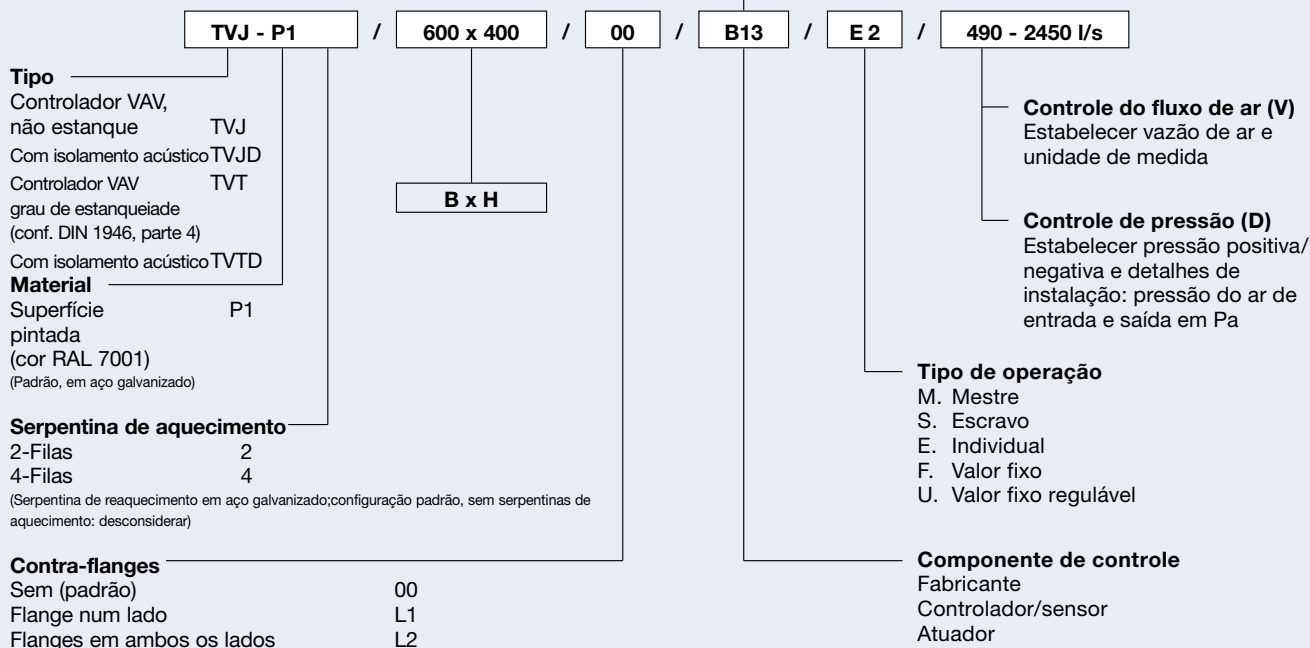 TVJ - P1 / 600 x 400 / 00 / B13 / E 2 / 490 - 2450 l/s
B x H
Tipo
Controlador VAV,
não estanque TVJ
Com isolamento acústico TVJD
Controlador VAV TVT
grau de estanqueiade
(conf. DIN 1946, parte 4)
Com isolamento acústico TVTD
Material
Superfície P1
pintada
(cor RAL 7001)
(Padrão, em aço galvanizado)
Serpentina de aquecimento
2-Filas 2
4-Filas 4
(Serpentina de reaquecimento em aço galvanizado;configuração padrão, sem serpentinas de
aquecimento: desconsiderar)
Contra-flanges
Sem (padrão) 00
Flange num lado L1
Flanges em ambos os lados L2
Controle do fluxo de ar (V)
Estabelecer vazão de ar e
unidade de medida
Controle de pressão (D)
Estabelecer pressão positiva/
negativa e detalhes de
instalação: pressão do ar de
entrada e saída em Pa
Tipo de operação
M. Mestre
S. Escravo
E. Individual
F. Valor fixo
U. Valor fixo regulável
Componente de controle
Fabricante
Controlador/sensor
Atuador